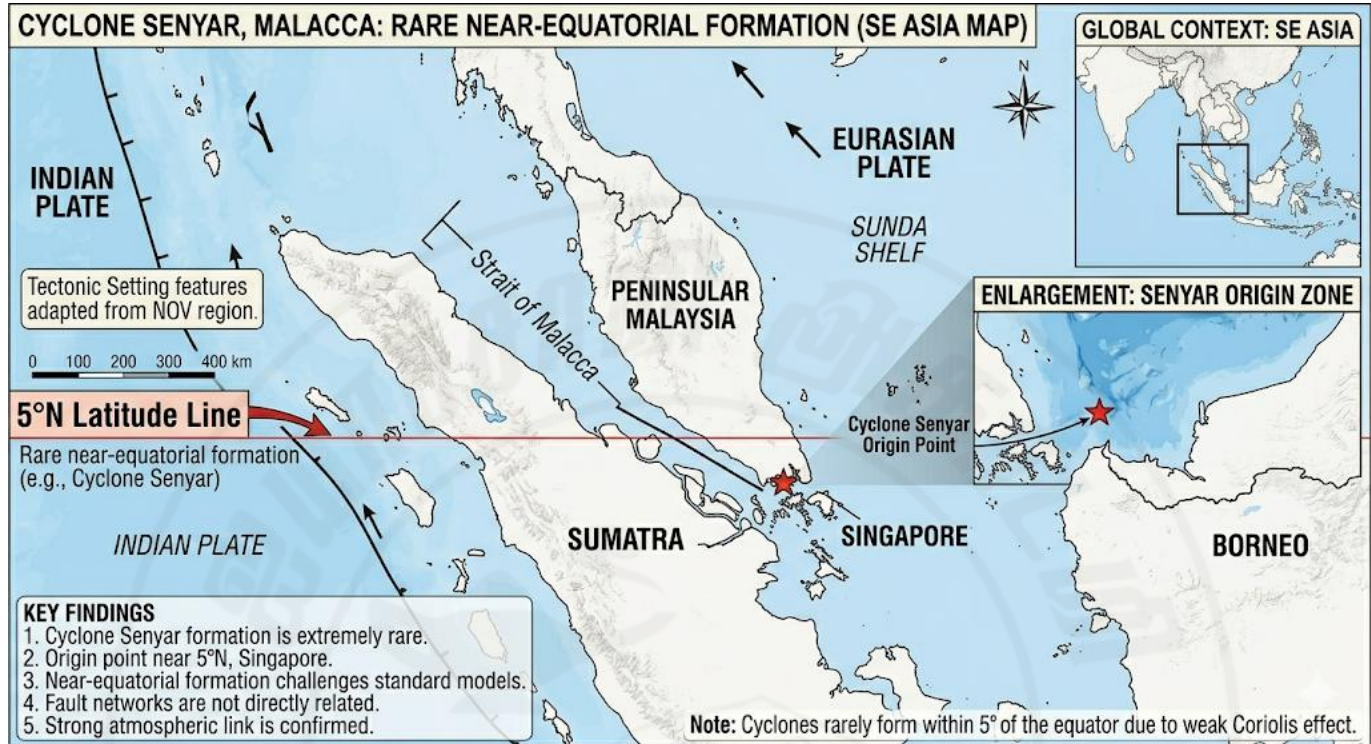 CYCLONE SENYAR, MALACCA: RARE NEAR-EQUATORIAL FORMATION (SE ASIA MAP)
GLOBAL CONTEXT: SE ASIA
N
INDIAN
PLATE
EURASIAN
PLATE
SUNDA
SHELF
Strait of Malacca
PENINSULAR
MALAYSIA
Tectonic Setting features
adapted from NOV region.
0 100 200 300 400 km
ENLARGEMENT: SENYAR ORIGIN ZONE
5°N Latitude Line
Cyclone Senyar
Origin Point
Rare near-equatorial formation
(e.g., Cyclone Senyar)
INDIAN PLATE
SUMATRA
SINGAPORE
BORNEO
KEY FINDINGS
1. Cyclone Senyar formation is extremely rare.
2. Origin point near 5°N, Singapore.
3. Near-equatorial formation challenges standard models.
4. Fault networks are not directly related.
5. Strong atmospheric link is confirmed.
Note: Cyclones rarely form within 5° of the equator due to weak Coriolis effect.